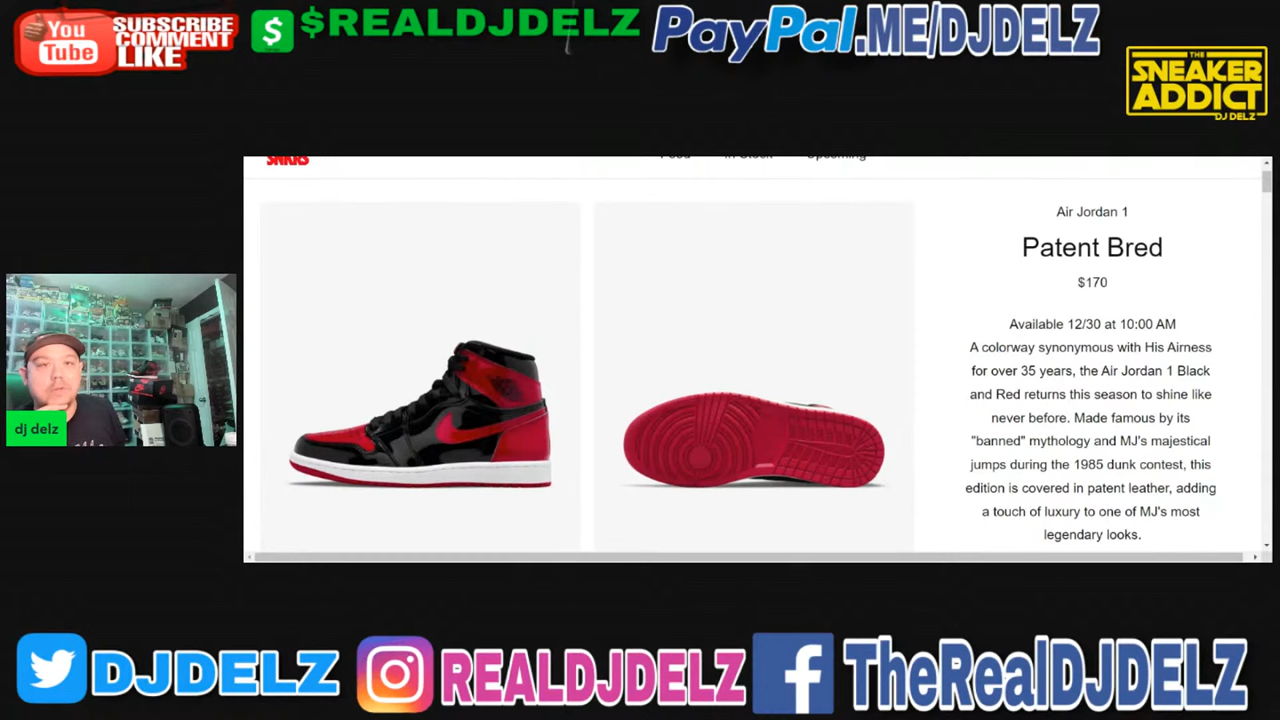 You
Tube
SUBSCRIBE
COMMENT
LIKE
$ $REALDJDELZ
PayPal.ME/DJDELZ
THE
SNEAKER
ADDICT
DJ DELZ
SNKRS
Feed In Stock Upcoming
Air Jordan 1
Patent Bred
$170
Available 12/30 at 10:00 AM
A colorway synonymous with His Airness
for over 35 years, the Air Jordan 1 Black
and Red returns this season to shine like
never before. Made famous by its
"banned" mythology and MJ's majestical
jumps during the 1985 dunk contest, this
edition is covered in patent leather, adding
a touch of luxury to one of MJ's most
legendary looks.
dj delz
DJDELZ
REALDJDELZ
f TheRealDJDELZ